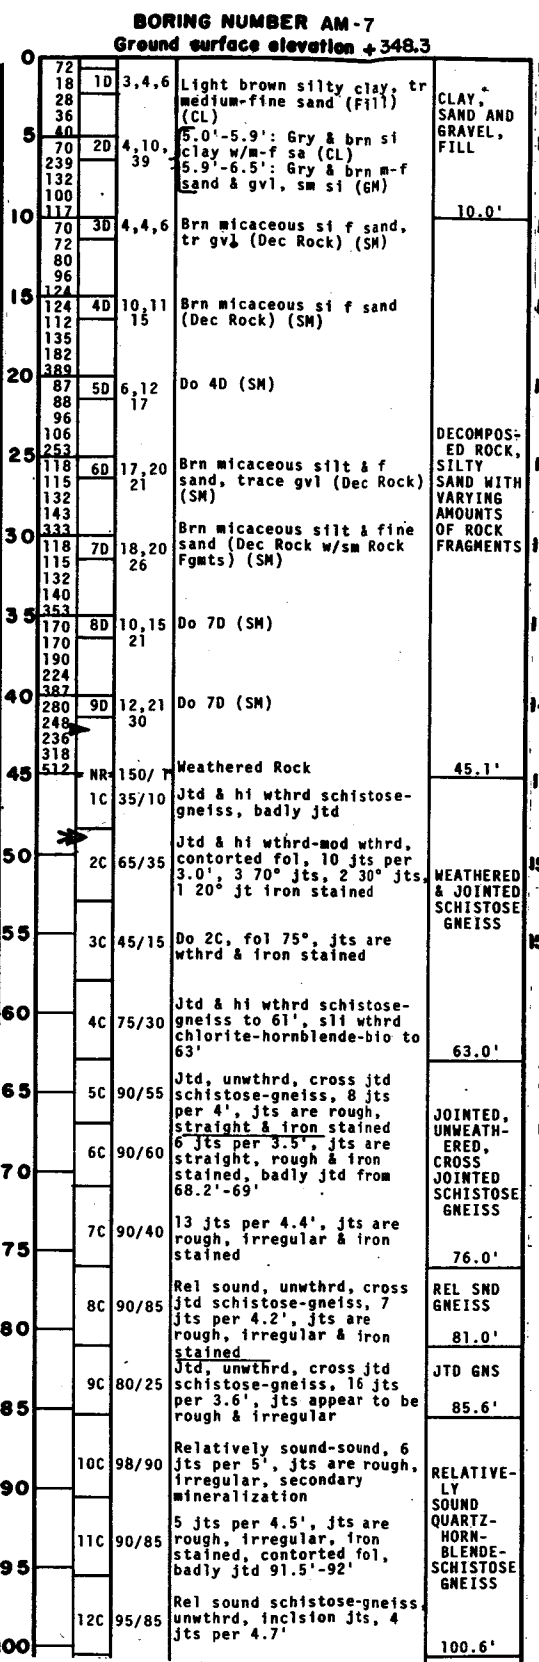 BORING NUMBER AM-7
Ground surface elevation +348.3
0
72
18 1D 3,4,6 Light brown silty clay, tr
28 medium-fine sand (Fill) CLAY,
36 (CL) SAND AND
40 GRAVEL,
5 5.0'-5.9': Gry & brn si FILL
70 2D 4,10, clay w/m-f sa (CL)
239 39 5.9'-6.5': Gry & brn m-f
132 sand & gvl, sm si (GM)
100
117 10.0'
10
70 3D 4,4,6 Brn micaceous si f sand,
72 tr gvl (Dec Rock) (SM)
80
96
124
15
124 4D 10,11 Brn micaceous si f sand
112 15 (Dec Rock) (SM)
135
182
389
20
87 5D 6,12 Do 4D (SM)
88 17
96
106 DECOMPOS-
253 ED ROCK,
25 SILTY
118 6D 17,20 Brn micaceous silt & f
115 21 sand, trace gvl (Dec Rock) SAND WITH
132 (SM) VARYING
143 AMOUNTS
333 Brn micaceous silt & fine OF ROCK
30
118 7D 18,20 sand (Dec Rock w/sm Rock FRAGMENTS
115 26 Fgmts) (SM)
132
140
353
35
170 8D 10,15 Do 7D (SM)
170 21
190
224
387
40
280 9D 12,21 Do 7D (SM)
248 30
236
318
512 NR 150/ Weathered Rock 45.1'
45
1C 35/10 Jtd & hi wthrd schistose-
gneiss, badly jtd
Jtd & hi wthrd-mod wthrd,
50 2C 65/35 contorted fol, 10 jts per
3.0', 3 70° jts, 2 30° jts, WEATHERED
1 20° jt iron stained & JOINTED
SCHISTOSE
GNEISS
55 3C 45/15 Do 2C, fol 75°, jts are
wthrd & iron stained
Jtd & hi wthrd schistose-
60 4C 75/30 gneiss to 61', sli wthrd
chlorite-hornblende-bio to
63' 63.0'
Jtd, unwthrd, cross jtd
65 5C 90/55 schistose-gneiss, 8 jts
per 4', jts are rough, JOINTED,
straight & iron stained UNWEATH-
6C 90/60 6 jts per 3.5', jts are ERED,
straight, rough & iron CROSS
70 stained, badly jtd from JOINTED
68.2'-69' SCHISTOSE
GNEISS
7C 90/40 13 jts per 4.4', jts are
rough, irregular & iron
75 stained 76.0'
Rel sound, unwthrd, cross REL SND
8C 90/85 jtd schistose-gneiss, 7 GNEISS
jts per 4.2', jts are
80 rough, irregular & iron 81.0'
stained
Jtd, unwthrd, cross jtd JTD GNS
9C 80/25 schistose-gneiss, 16 jts
per 3.6', jts appear to be
85 rough & irregular 85.6'
Relatively sound-sound, 6
10C 98/90 jts per 5', jts are rough,
90 irregular, secondary RELATIVE-
mineralization LY
SOUND
5 jts per 4.5', jts are QUARTZ-
11C 90/85 rough, irregular, iron HORN-
stained, contorted fol, BLENDE-
95 badly jtd 91.5'-92' SCHISTOSE
GNEISS
Rel sound schistose-gneiss,
12C 95/85 unwthrd, inclsion jts, 4
00 jts per 4.7' 100.6'